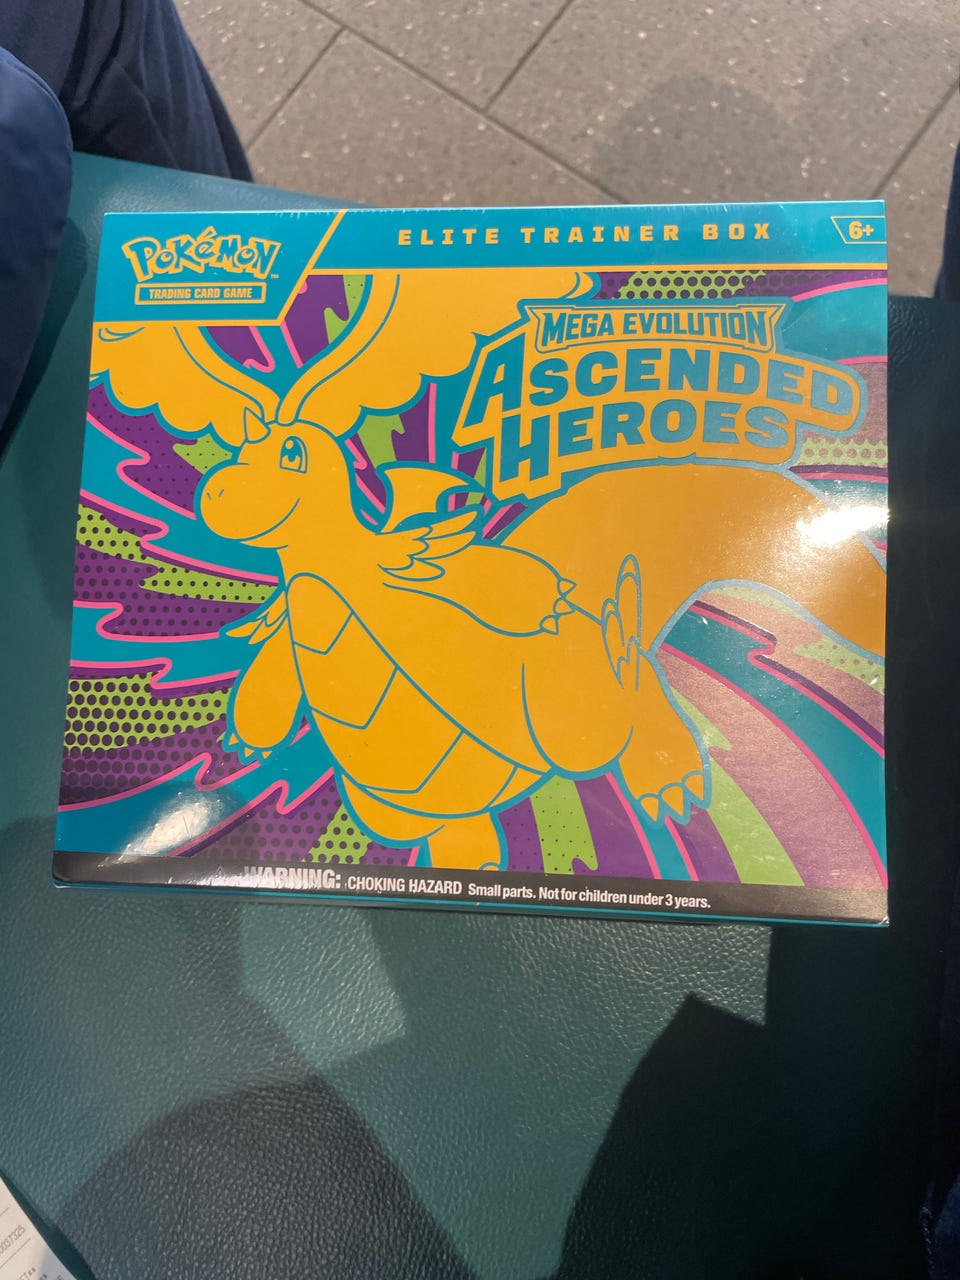 ELITE TRAINER BOX
6+
POKéMON
TM
TRADING CARD GAME
MEGA EVOLUTION
ASCENDED
HEROES
WARNING: CHOKING HAZARD Small parts. Not for children under 3 years.